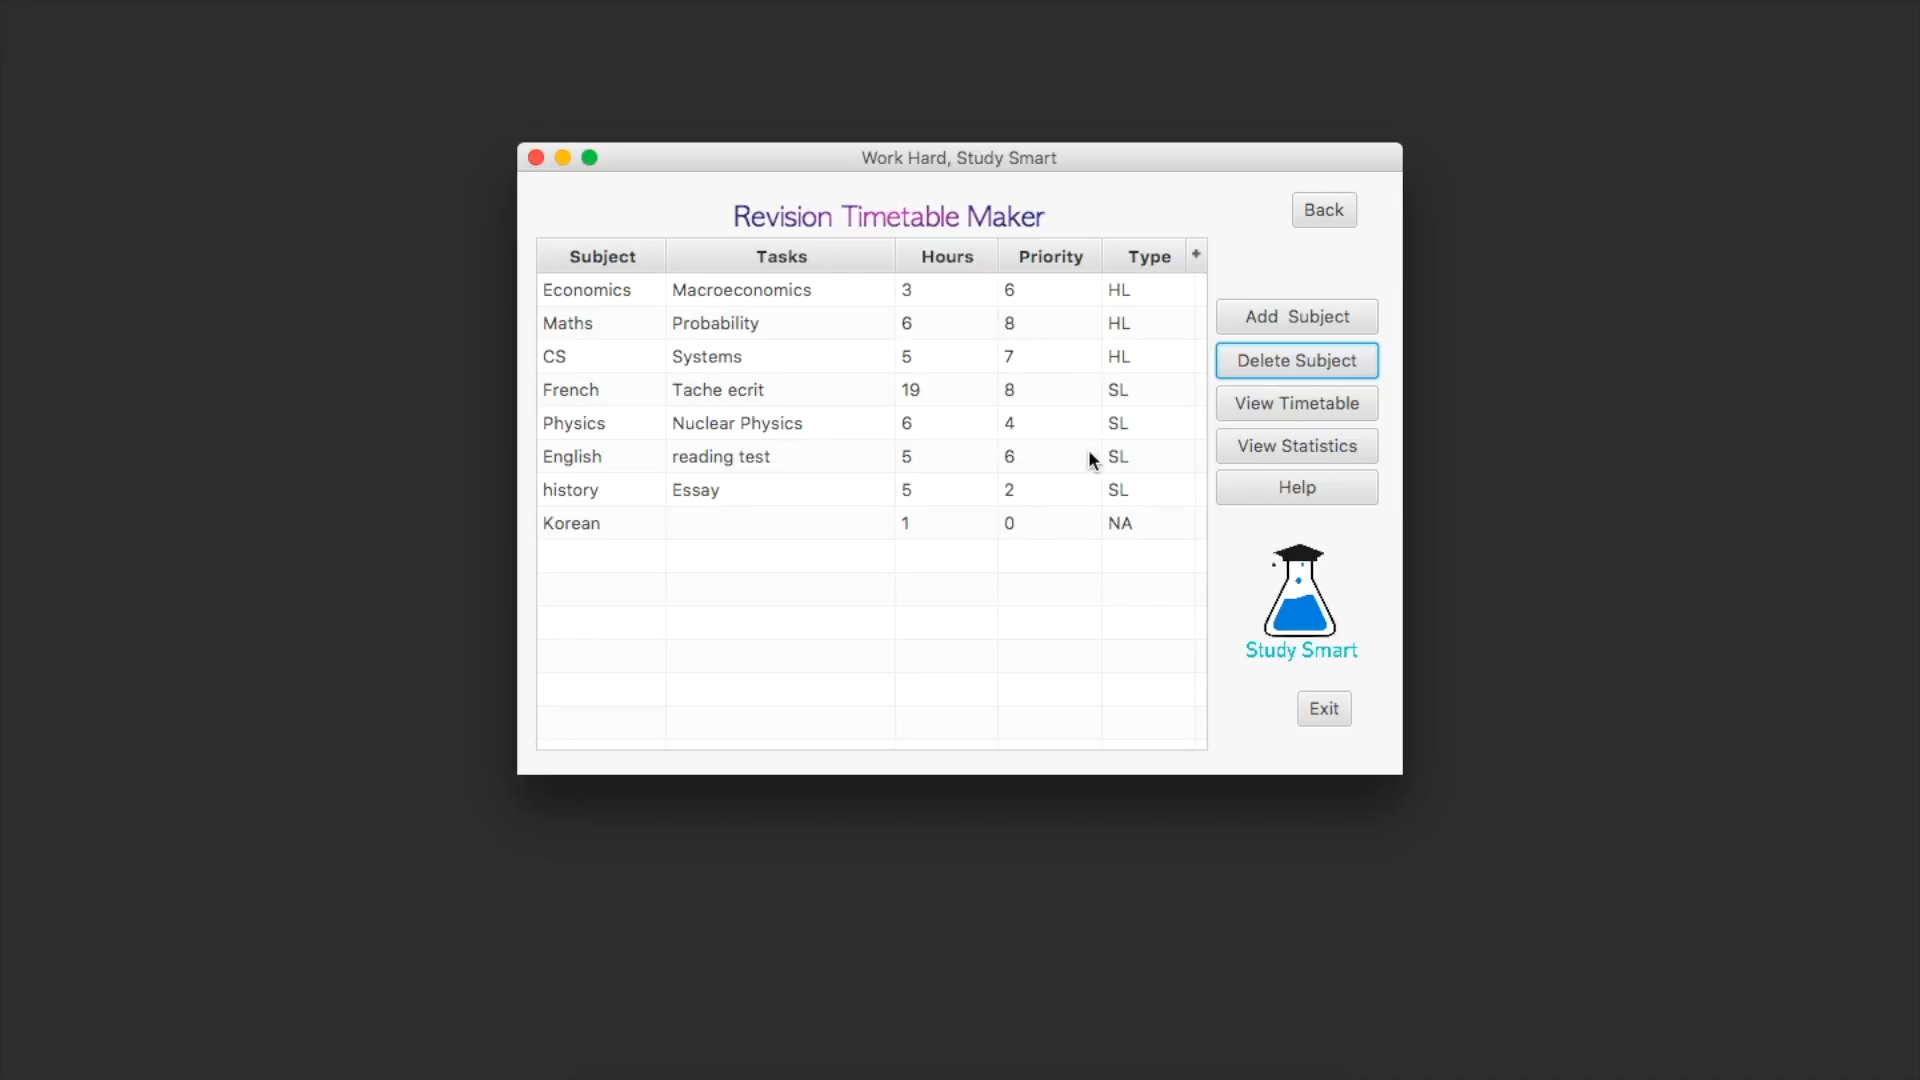 Work Hard, Study Smart
Revision Timetable Maker
Back
Subject Tasks Hours Priority Type +
Economics Macroeconomics 3 6 HL
Maths Probability 6 8 HL
CS Systems 5 7 HL
French Tache ecrit 19 8 SL
Physics Nuclear Physics 6 4 SL
English reading test 5 6 SL
history Essay 5 2 SL
Korean 1 0 NA
Add Subject
Delete Subject
View Timetable
View Statistics
Help
Study Smart
Exit